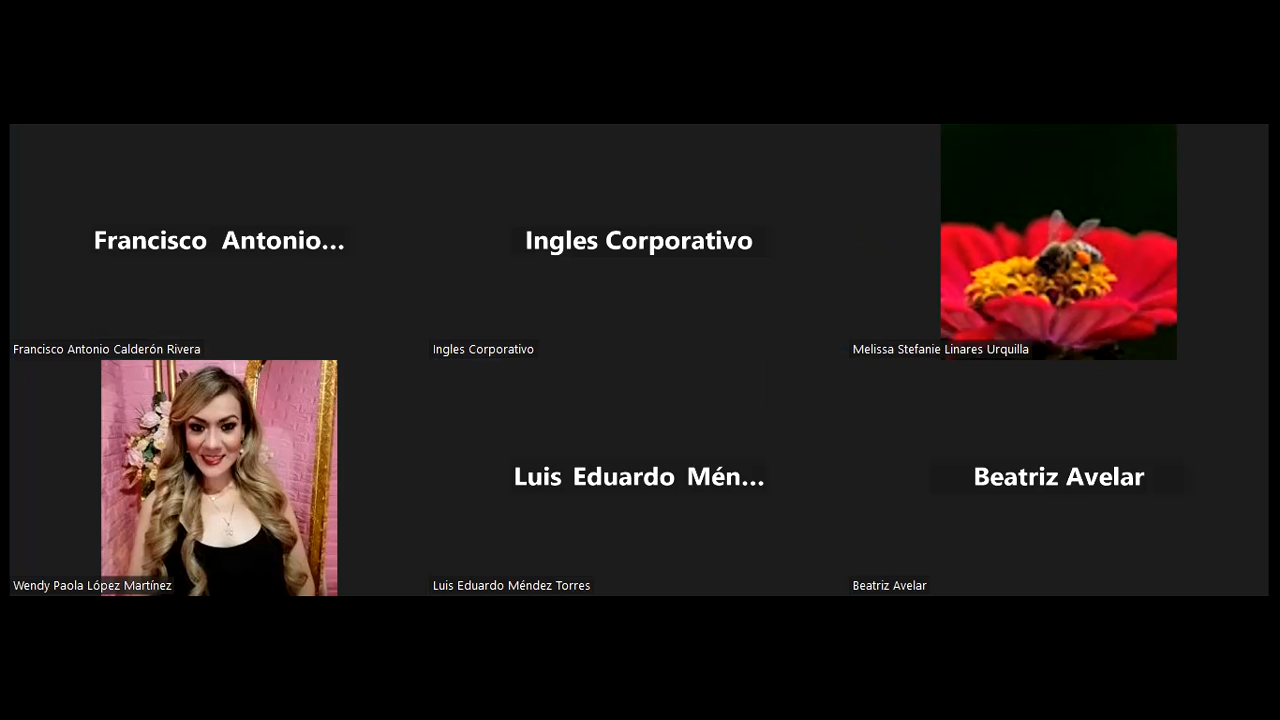 Francisco Antonio...
Ingles Corporativo
Francisco Antonio Calderón Rivera
Ingles Corporativo
Melissa Stefanie Linares Urquilla
Luis Eduardo Mén...
Beatriz Avelar
Wendy Paola López Martínez
Luis Eduardo Méndez Torres
Beatriz Avelar